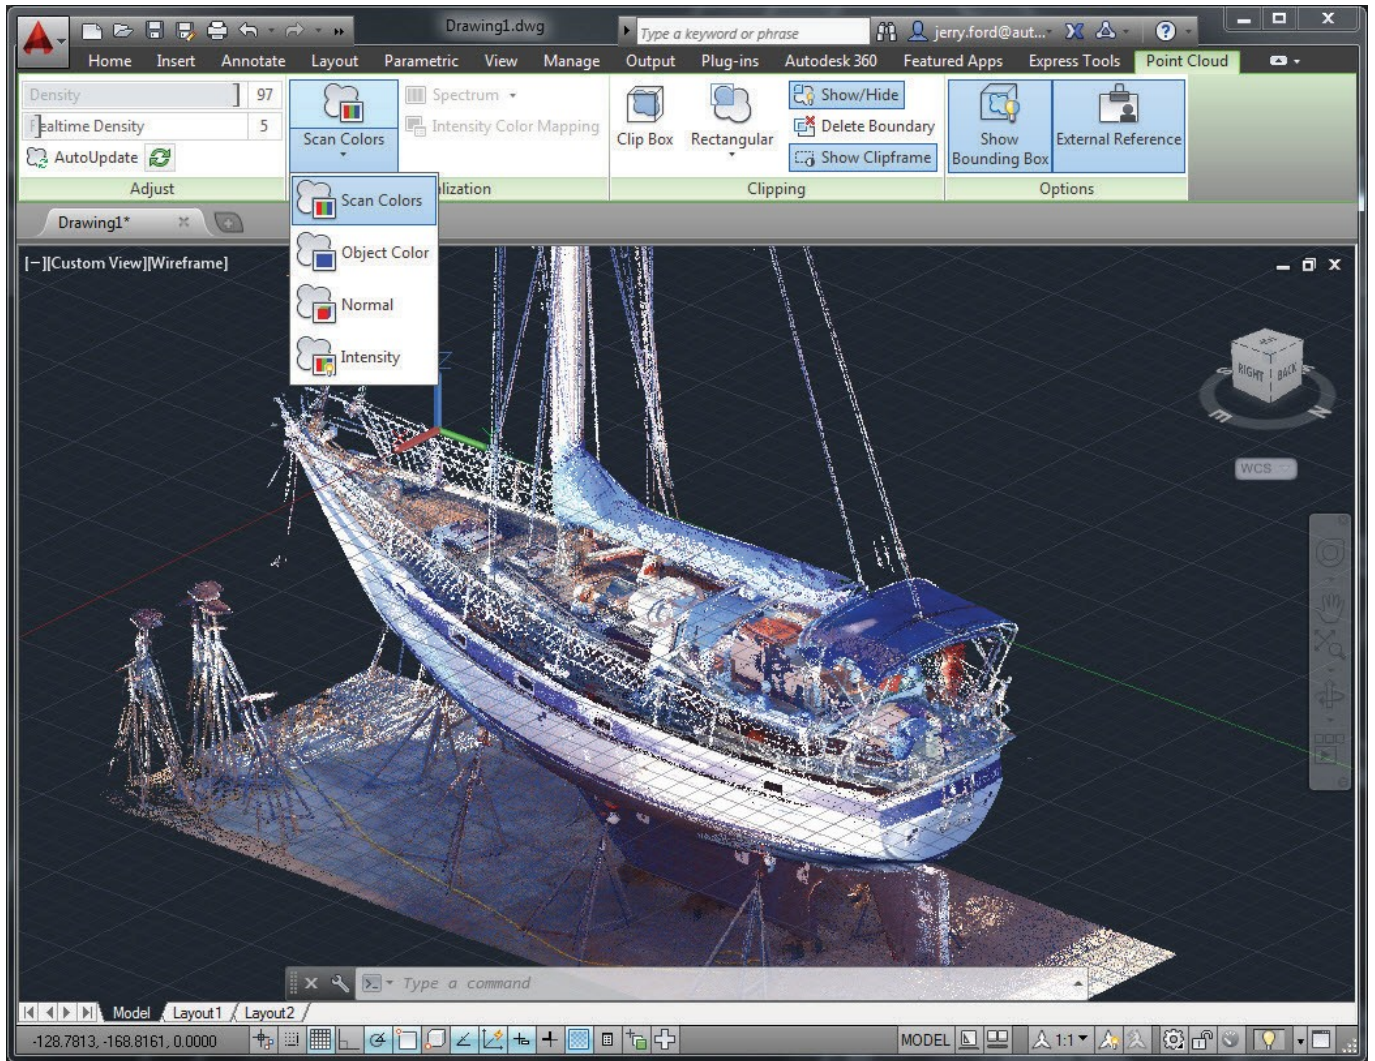 Drawing1.dwg
Type a keyword or phrase
jerry.ford@aut...
Home Insert Annotate Layout Parametric View Manage Output Plug-ins Autodesk 360 Featured Apps Express Tools Point Cloud
Density 97
Realtime Density 5
AutoUpdate
Adjust
Scan Colors
Spectrum
Intensity Color Mapping
lization
Clip Box
Rectangular
Show/Hide
Delete Boundary
Show Clipframe
Clipping
Show
Bounding Box
External Reference
Options
Scan Colors
Object Color
Normal
Intensity
Drawing1*
[−][Custom View][Wireframe]
Z
RIGHT BACK
E N
WCS
Type a command
Model Layout1 Layout2
-128.7813, -168.8161, 0.0000
MODEL
1:1